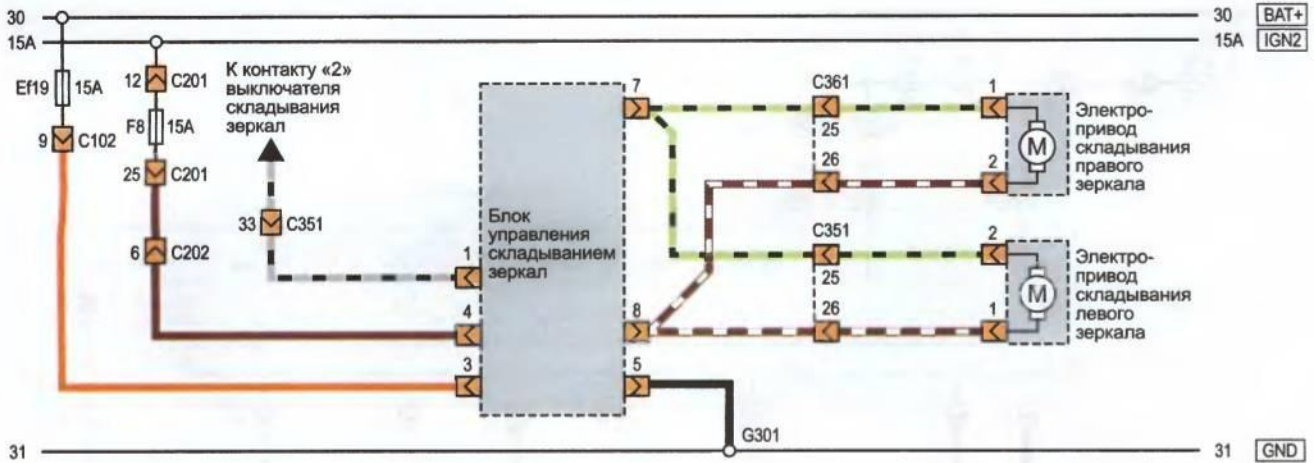 30
30 BAT+
15A
15A IGN2
Ef19 15A
12 C201
F8 15A
9 C102
25 C201
6 C202
К контакту «2»
выключателя
складывания
зеркал
33 C351
1
4
3
Блок
управления
складыванием
зеркал
7
8
5
C361
25
26
C351
25
26
1
2
M
Электро-
привод
складывания
правого
зеркала
2
1
M
Электро-
привод
складывания
левого
зеркала
G301
31
31 GND